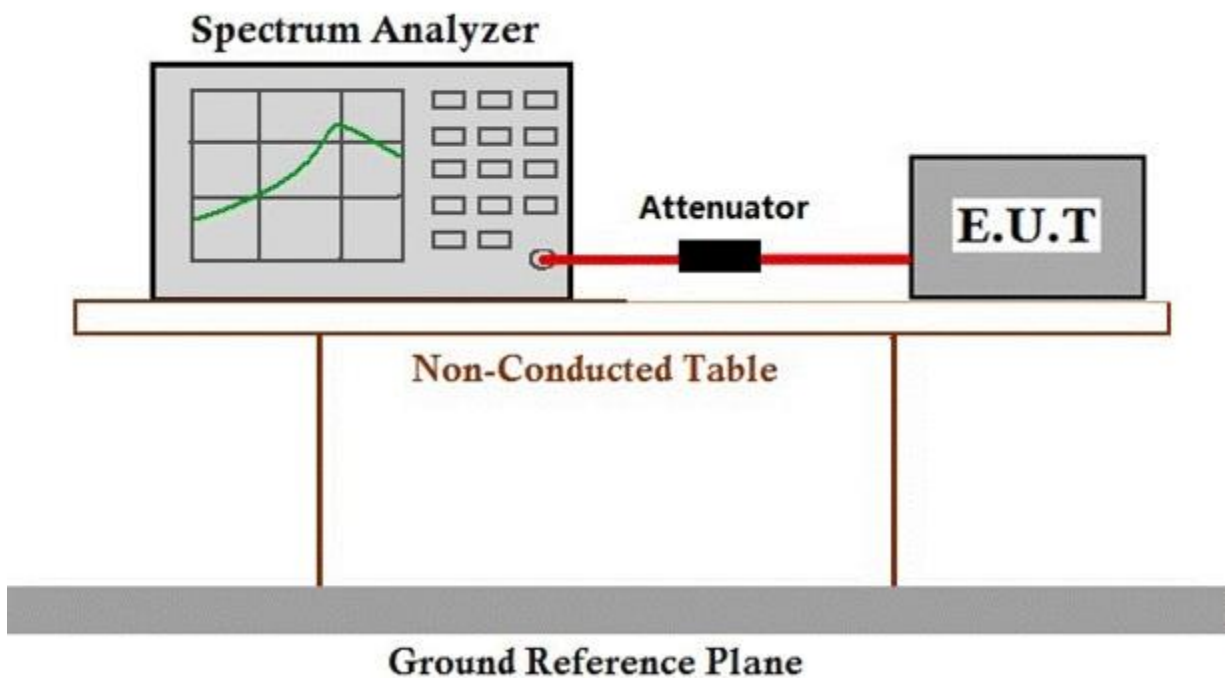 Spectrum Analyzer
Attenuator
E.U.T
Non-Conducted Table
Ground Reference Plane